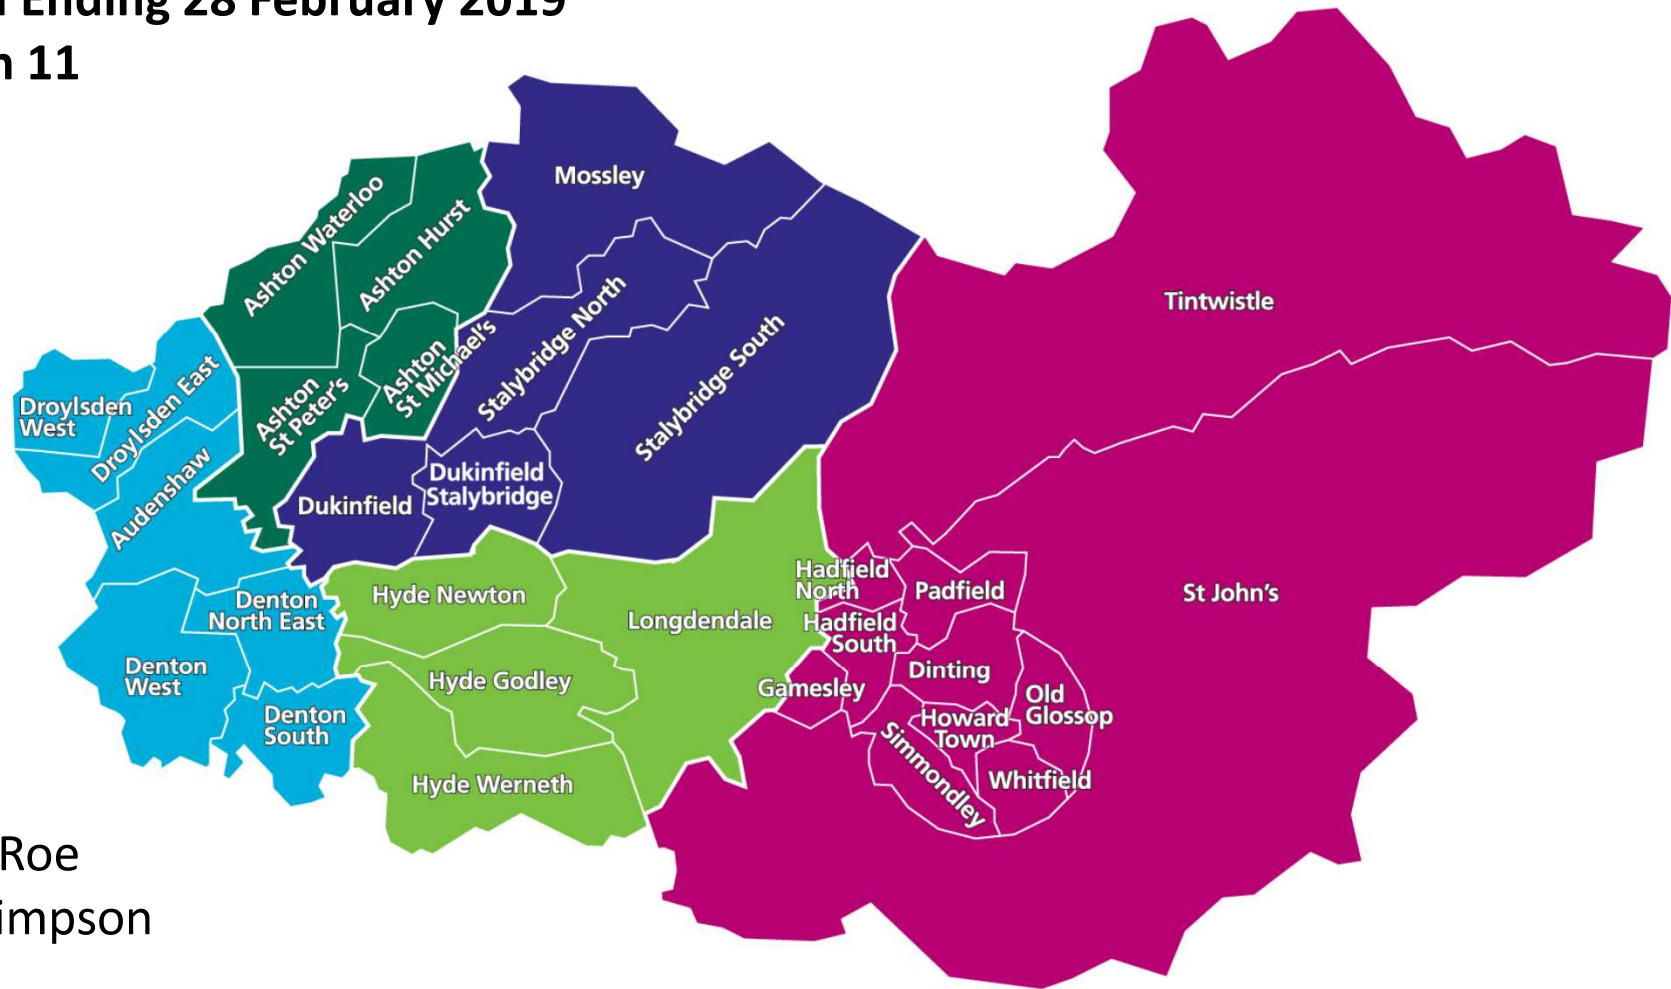 Ending 28 February 2019
11
Mossley
Ashton Waterloo
Ashton Hurst
Tintwistle
Stalybridge North
Ashton
St Michael's
Stalybridge South
Droylsden
West
Droylsden East
Ashton
St Peter's
Audenshaw
Dukinfield
Stalybridge
Dukinfield
Hadfield
North
Padfield
St John's
Hyde Newton
Denton
North East
Longdendale
Hadfield
South
Denton
West
Hyde Godley
Gamesley
Dinting
Old
Glossop
Denton
South
Howard
Town
Simmondley
Whitfield
Hyde Werneth
Roe
impson